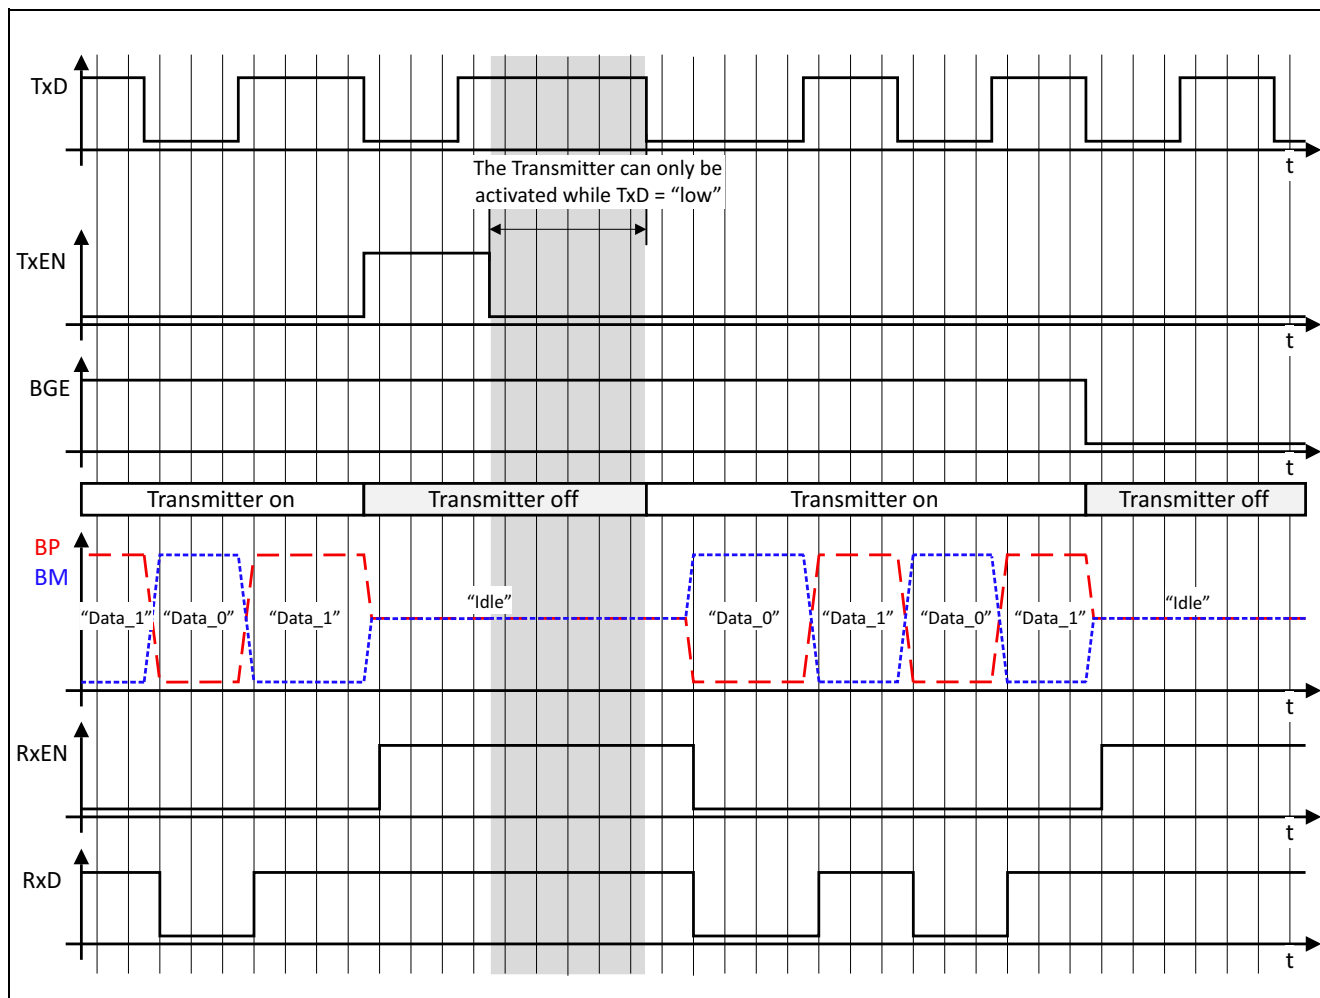 TxD
t
The Transmitter can only be
activated while TxD = “low”
TxEN
t
BGE
t
Transmitter on
Transmitter off
Transmitter on
Transmitter off
BP
BM
“Data_1”
“Data_0”
“Data_1”
“Idle”
“Data_0”
“Data_1”
“Data_0”
“Data_1”
“Idle”
t
RxEN
t
RxD
t